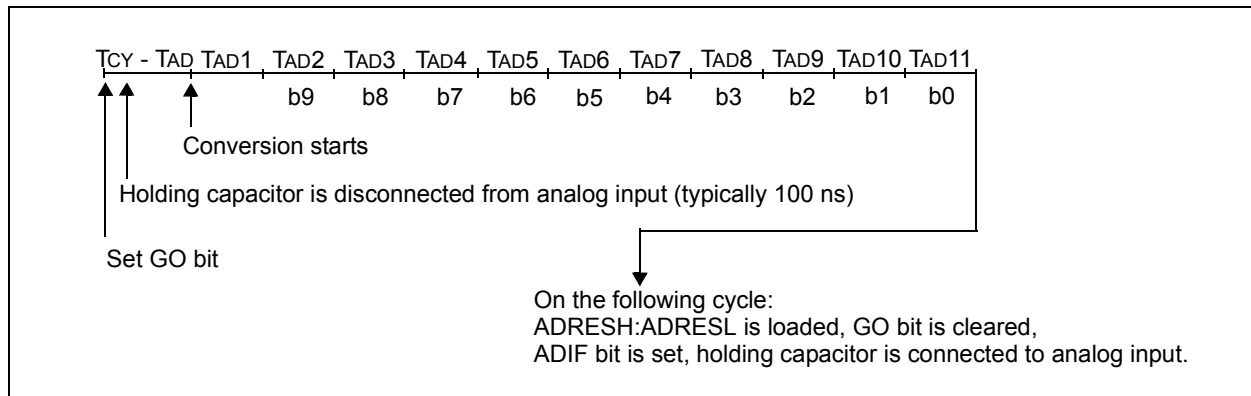 TCY - TAD TAD1 TAD2 TAD3 TAD4 TAD5 TAD6 TAD7 TAD8 TAD9 TAD10 TAD11
b9 b8 b7 b6 b5 b4 b3 b2 b1 b0
Conversion starts
Holding capacitor is disconnected from analog input (typically 100 ns)
Set GO bit
On the following cycle:
ADRESH:ADRESL is loaded, GO bit is cleared,
ADIF bit is set, holding capacitor is connected to analog input.